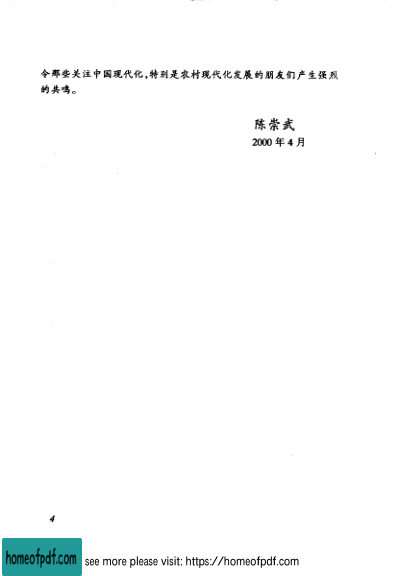 令那些关注中国现代化,特别是农村现代化发展的朋友们产生强烈
的共鸣。
陈崇武
2000 年 4 月
4
homeofpdf.com
see more please visit: https://homeofpdf.com